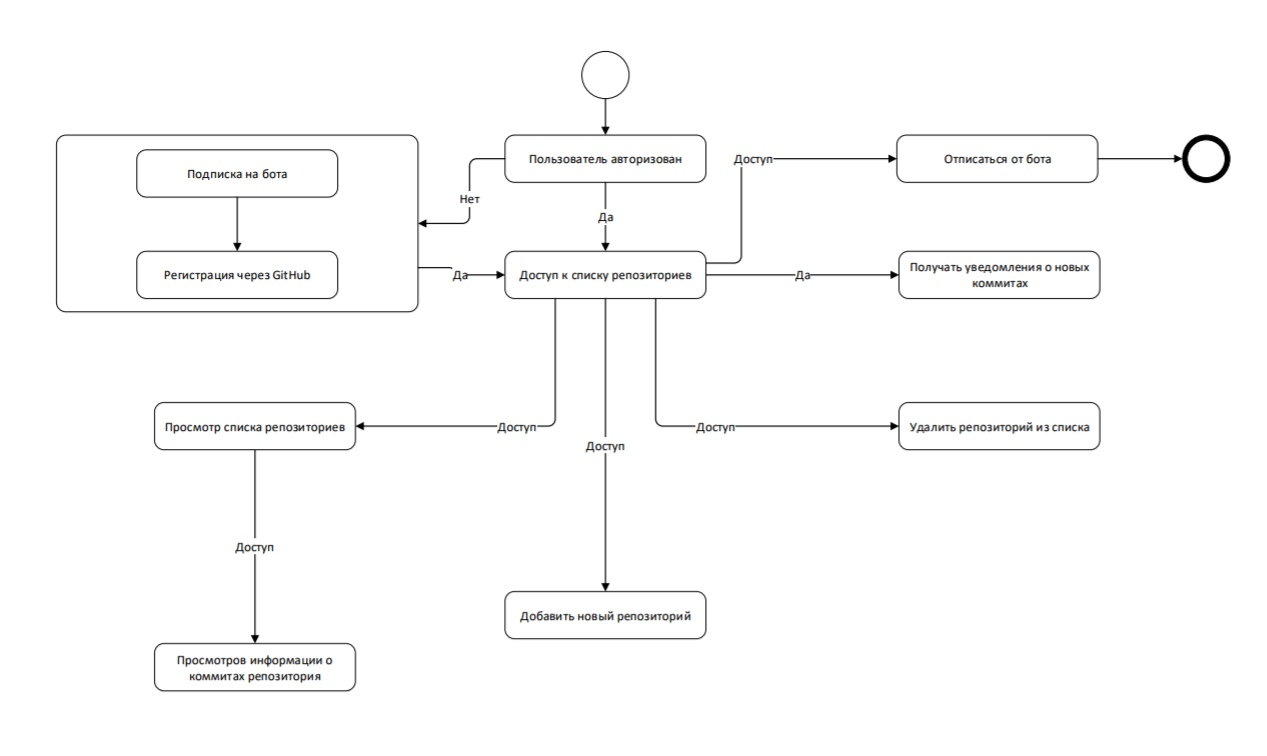 Пользователь авторизован
Доступ
Отписаться от бота
Подписка на бота
Нет
Да
Регистрация через GitHub
Да
Доступ к списку репозиториев
Да
Получать уведомления о новых
коммитах
Просмотр списка репозиториев
Доступ
Доступ
Доступ
Удалить репозиторий из списка
Доступ
Добавить новый репозиторий
Просмотров информации о
коммитах репозитория